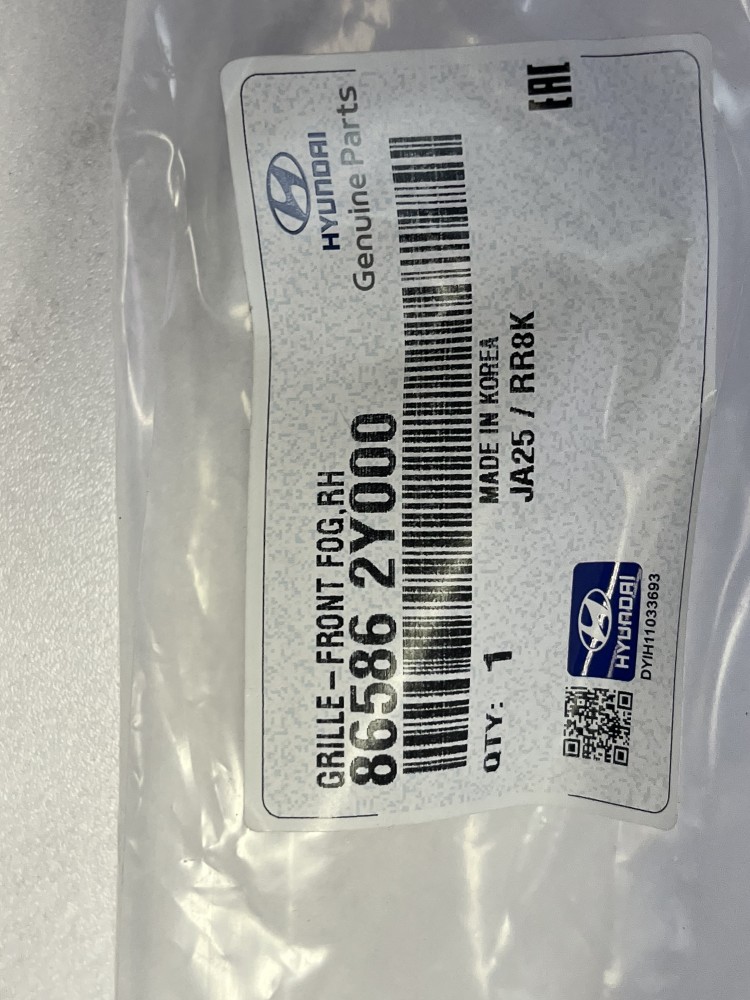 HYUNDAI
Genuine Parts
EAC
GRILLE-FRONT FOG,RH
86586 2Y000
MADE IN KOREA
QTY: 1
JA25 / RR8K
HYUNDAI
DYIH11033693